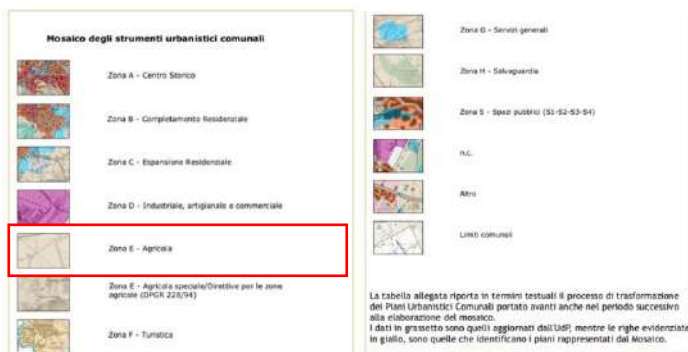 Mosaico degli strumenti urbanistici comunali
Zona A - Centro Storico
Zona B - Completamento Residenziale
Zona C - Espansione Residenziale
Zona D - Industriale, artigianale e commerciale
Zona E - Agricola
Zona E - Agricola speciale/Direttive per le zone
agricole (DPGR 228/94)
Zona F - Turistica
Zona G - Servizi generali
Zona H - Salvaguardia
Zona S - Spazi pubblici (S1-S2-S3-S4)
n.c.
Altro
Limiti comunali
La tabella allegata riporta in termini testuali il processo di trasformazione
dei Piani Urbanistici Comunali portato avanti anche nel periodo successivo
alla elaborazione del mosaico.
I dati in grassetto sono quelli aggiornati dall'UdP, mentre le righe evidenziate
in giallo, sono quelle che identificano i piani rappresentati dal Mosaico.